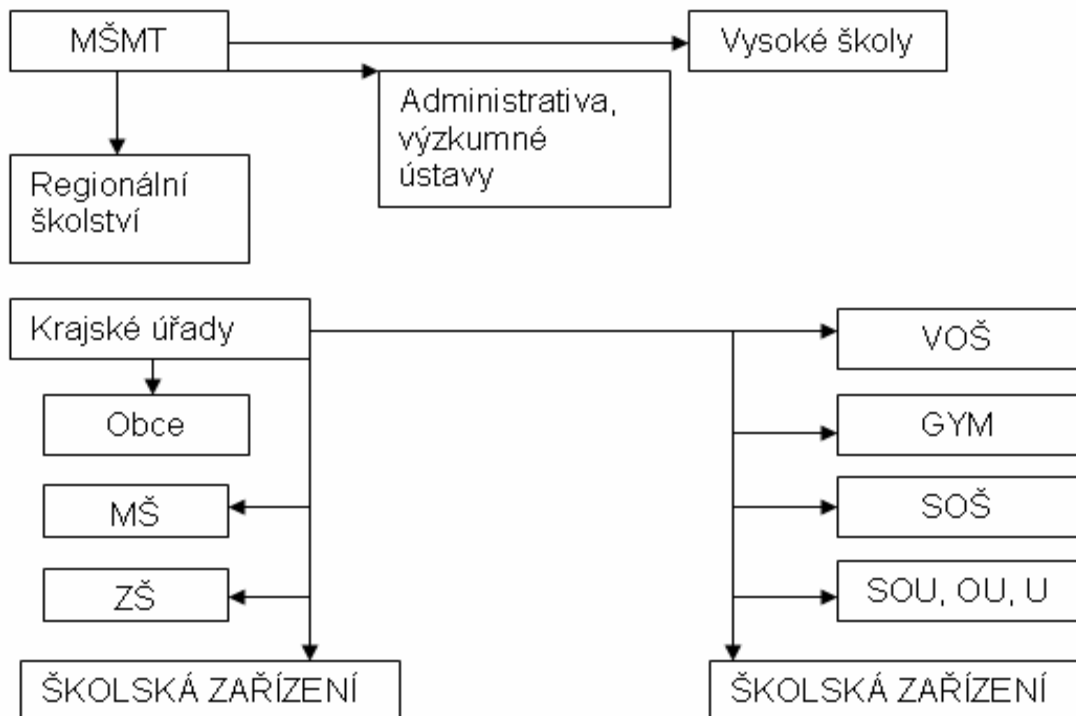 MŠMT
Vysoké školy
Administrativa,
výzkumné
ústavy
Regionální
školství
Krajské úřady
VOŠ
Obce
GYM
MŠ
SOŠ
ZŠ
SOU, OU, U
ŠKOLSKÁ ZAŘÍZENÍ
ŠKOLSKÁ ZAŘÍZENÍ